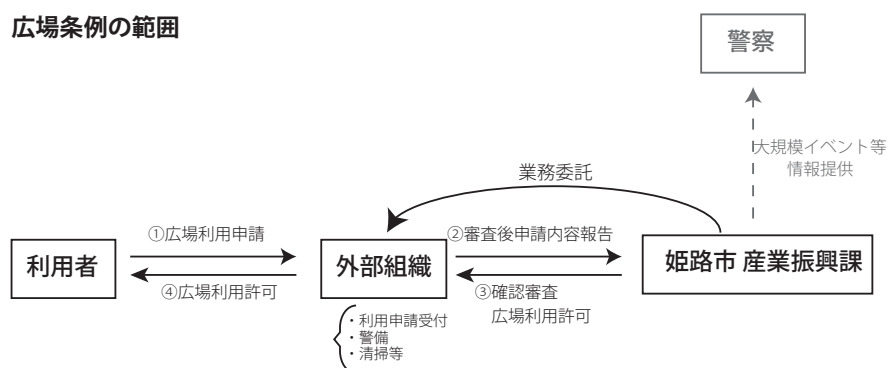 広場条例の範囲
警察
大規模イベント等
情報提供
業務委託
①広場利用申請
②審査後申請内容報告
利用者
外部組織
姫路市 産業振興課
④広場利用許可
③確認審査
広場利用許可
・利用申請受付
・警備
・清掃等